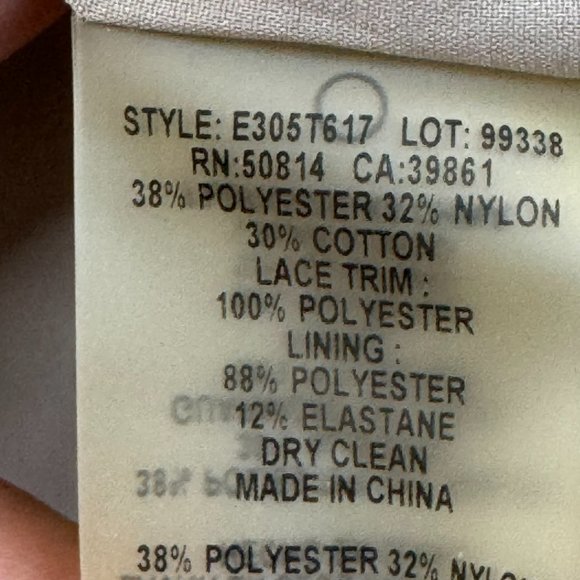 STYLE: E305T617 LOT: 99338
RN:50814 CA:39861
38% POLYESTER 32% NYLON
30% COTTON
LACE TRIM :
100% POLYESTER
LINING :
88% POLYESTER
12% ELASTANE
DRY CLEAN
MADE IN CHINA
38% POLYESTER 32%